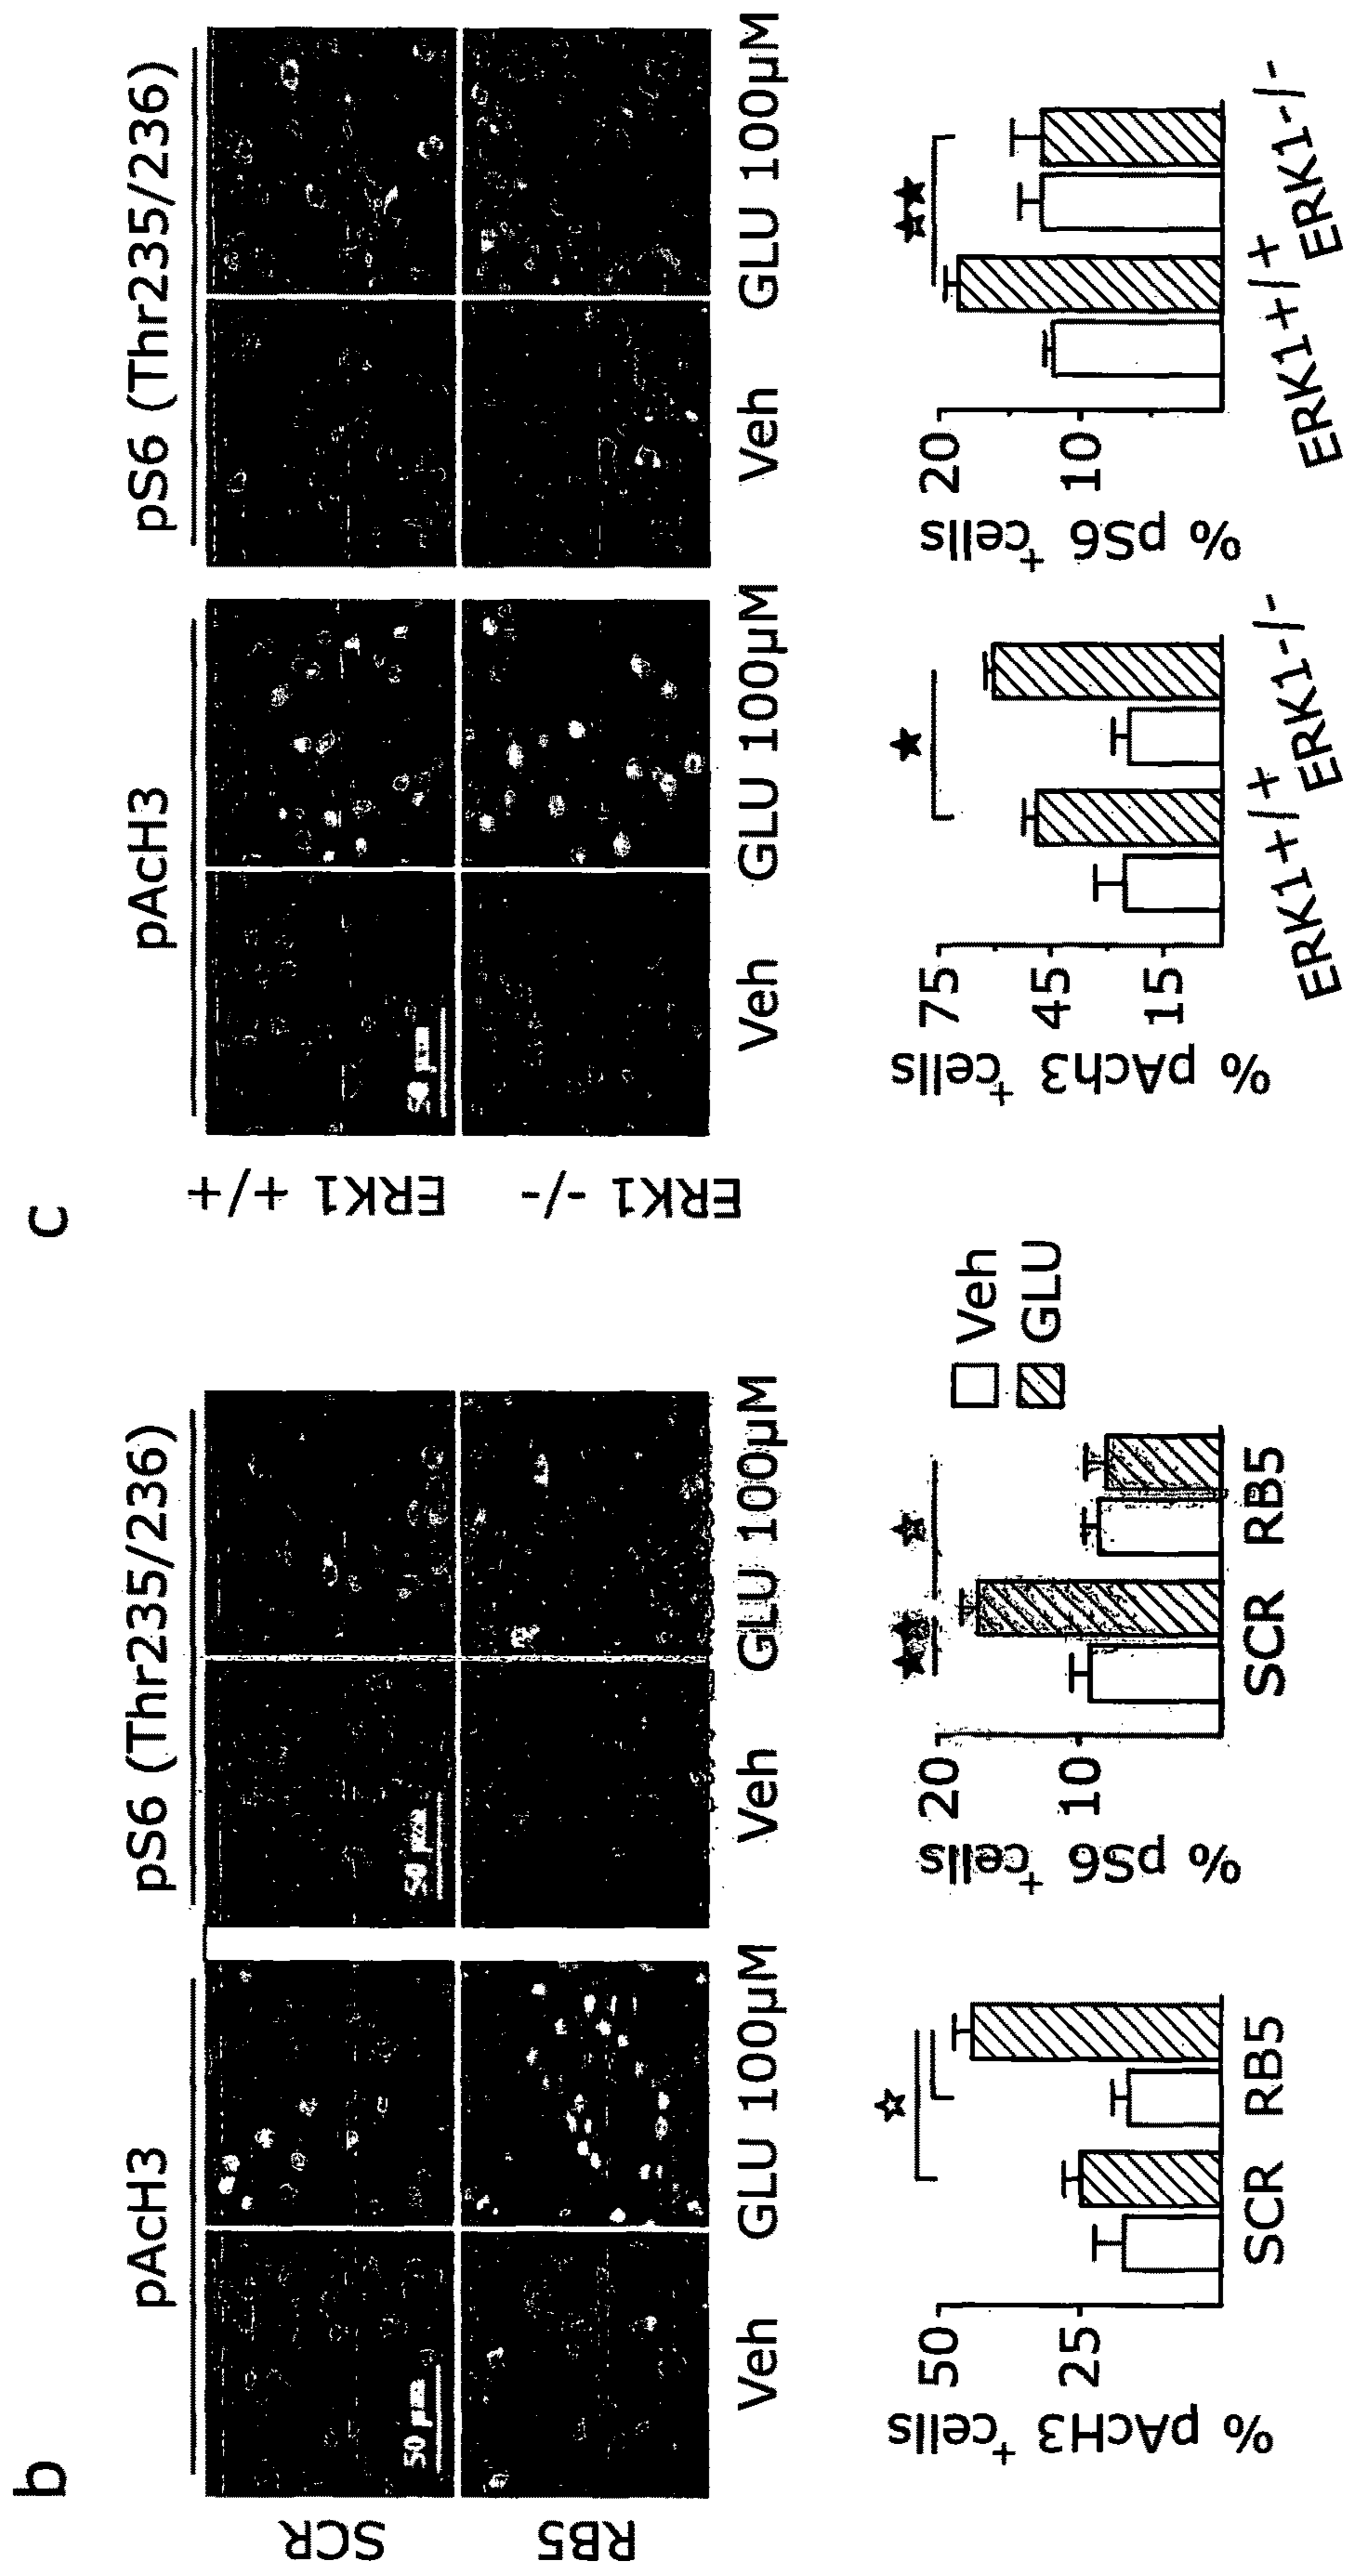 b
pAcH3
pS6 (Thr235/236)
SCR
RB5
50 µm
50 µm
Veh
GLU 100µM
Veh
GLU 100µM
% pAcH3
+cells
50
25
SCR
RB5
% pS6
+cells
20
10
SCR
RB5
Veh
GLU
c
pAcH3
pS6 (Thr235/236)
ERK1 +/+
ERK1 -/-
50 µm
Veh
GLU 100µM
Veh
GLU 100µM
% pAch3
+cells
75
45
15
ERK1+/+
ERK1-/-
% pS6
+cells
20
10
ERK1+/+
ERK1-/-